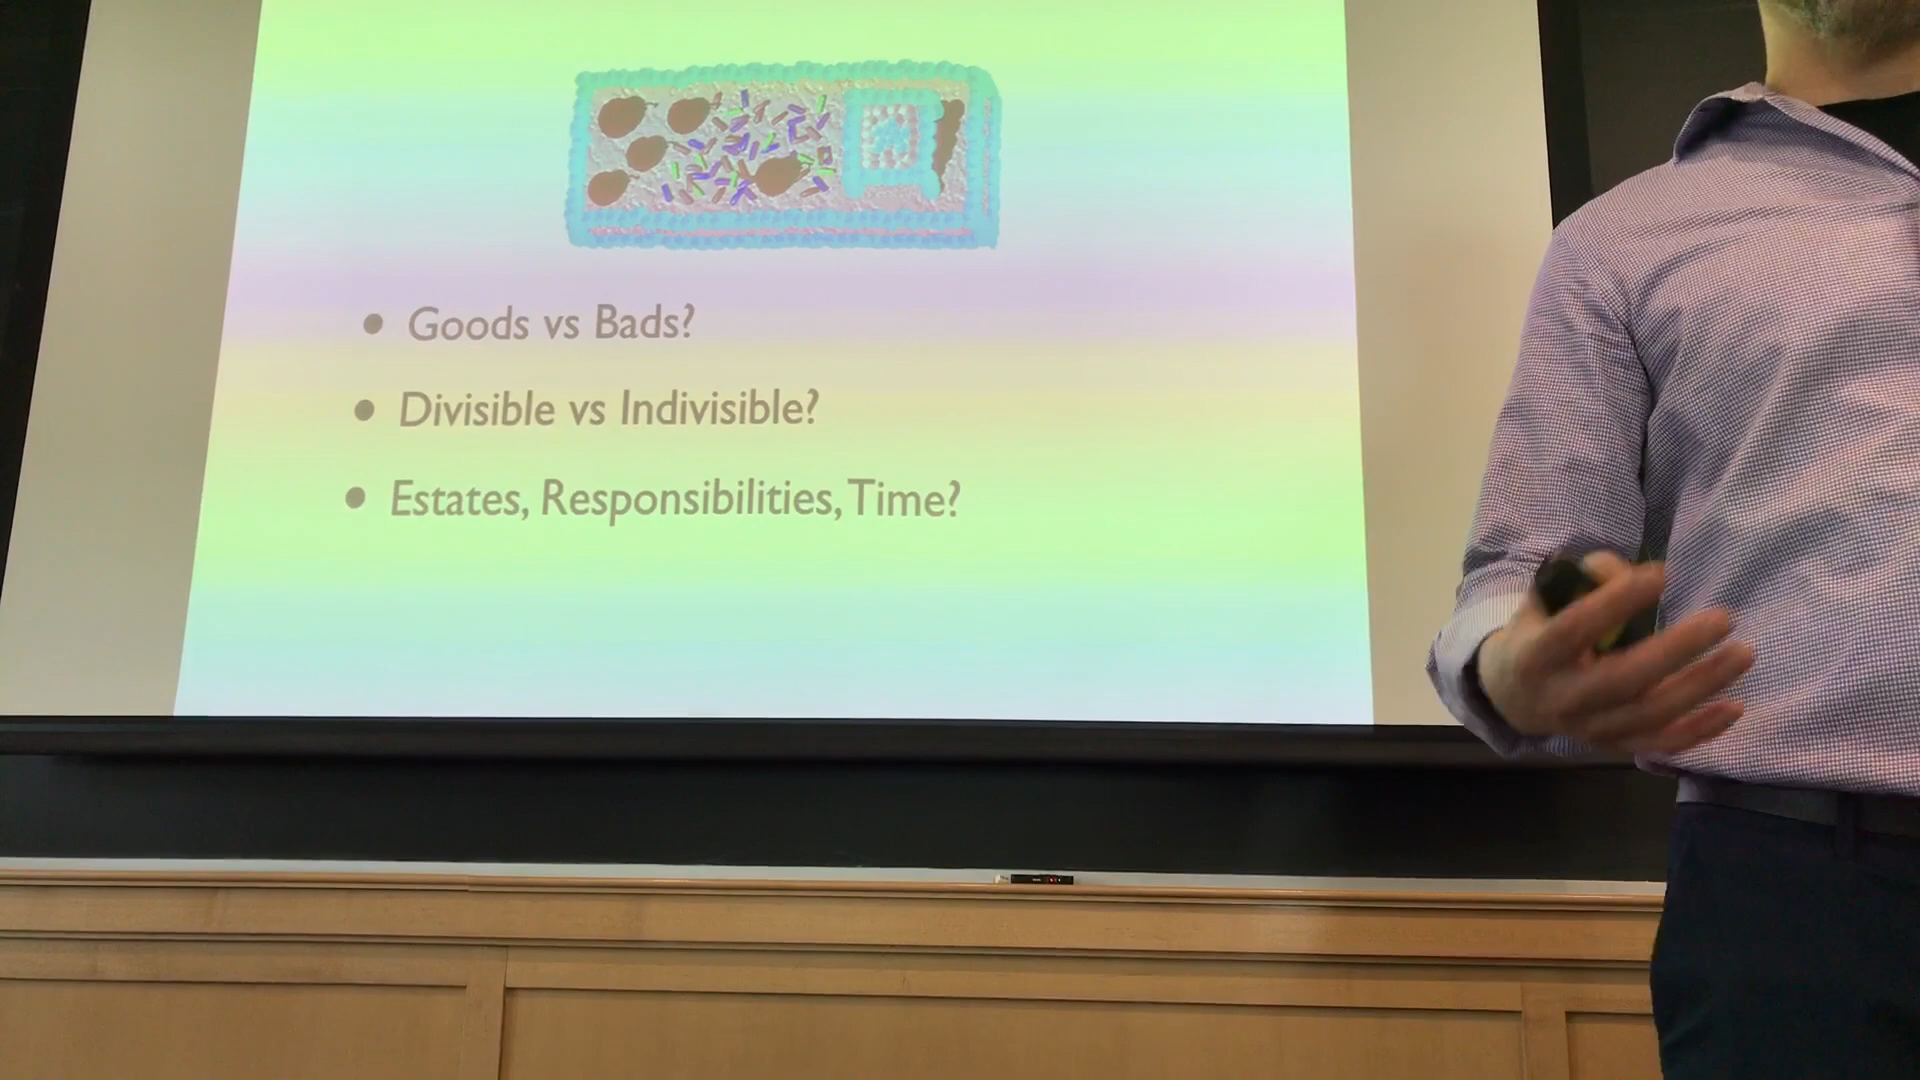 Goods vs Bads?
Divisible vs Indivisible?
Estates, Responsibilities, Time?